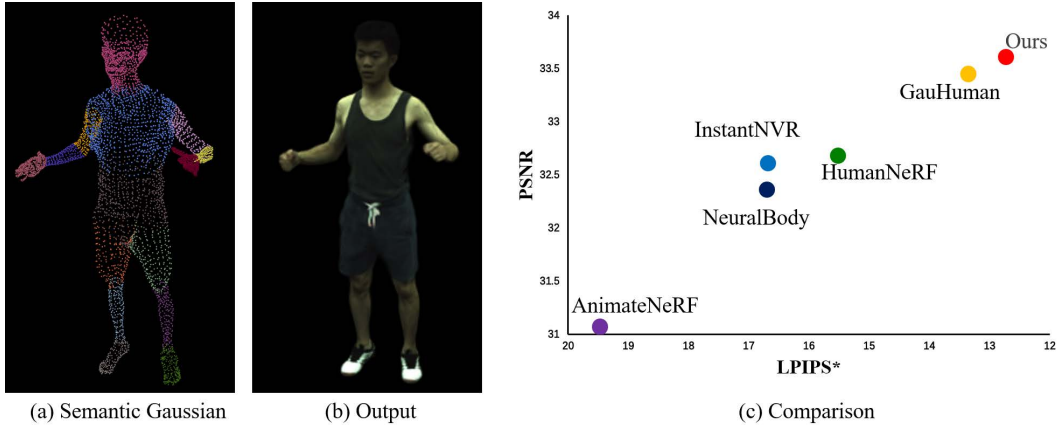 34
33.5
33
32.5
32
31.5
31
PSNR
Ours
GauHuman
InstantNVR
HumanNeRF
NeuralBody
AnimateNeRF
20 19 18 17 16 15 14 13 12
LPIPS*
(a) Semantic Gaussian (b) Output (c) Comparison